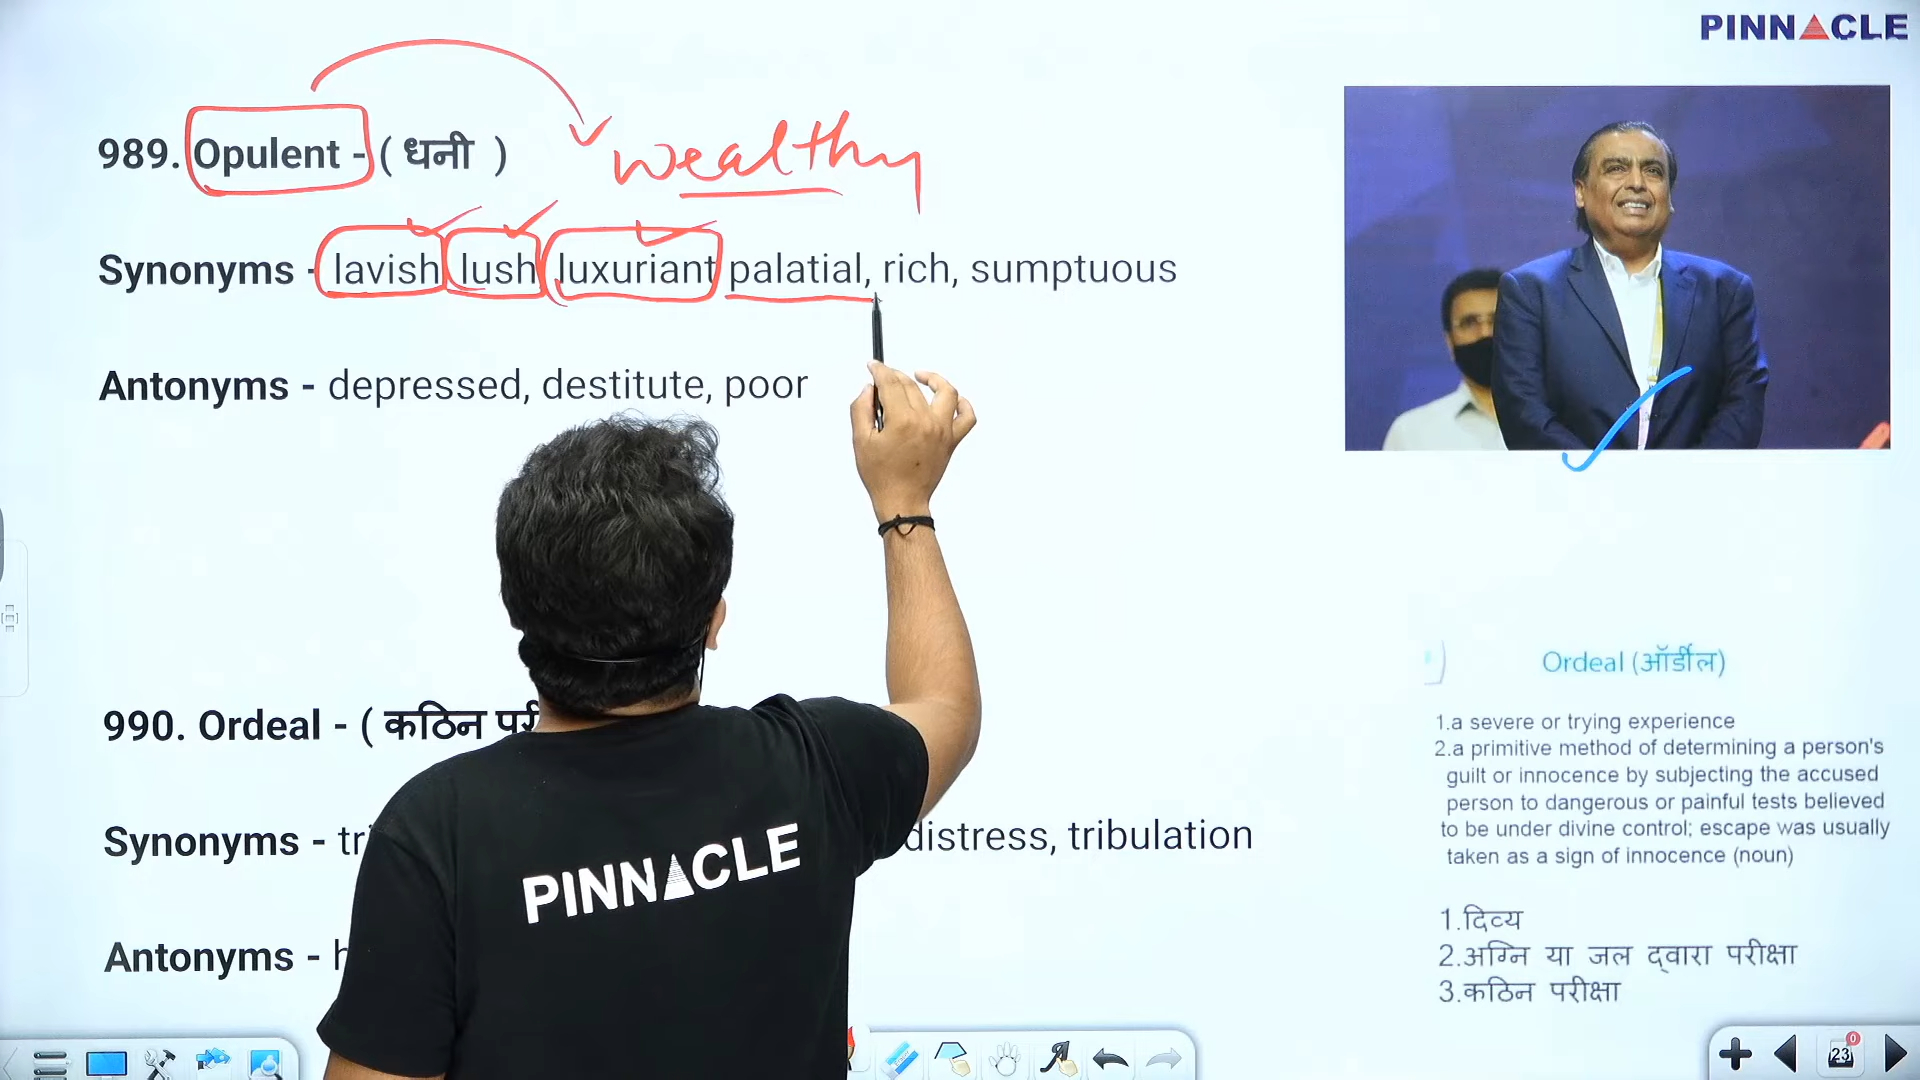 PINNACLE
989. Opulent - ( धनी )
wealthy
Synonyms - lavish lush luxuriant palatial, rich, sumptuous
Antonyms - depressed, destitute, poor
990. Ordeal - ( कठिन
Synonyms -
distress, tribulation
Antonyms -
PINNACLE
Ordeal (ऑर्डील)
1.a severe or trying experience
2.a primitive method of determining a person's
guilt or innocence by subjecting the accused
person to dangerous or painful tests believed
to be under divine control; escape was usually
taken as a sign of innocence (noun)
1.दिव्य
2.अग्नि या जल द्वारा परीक्षा
3.कठिन परीक्षा
23
0